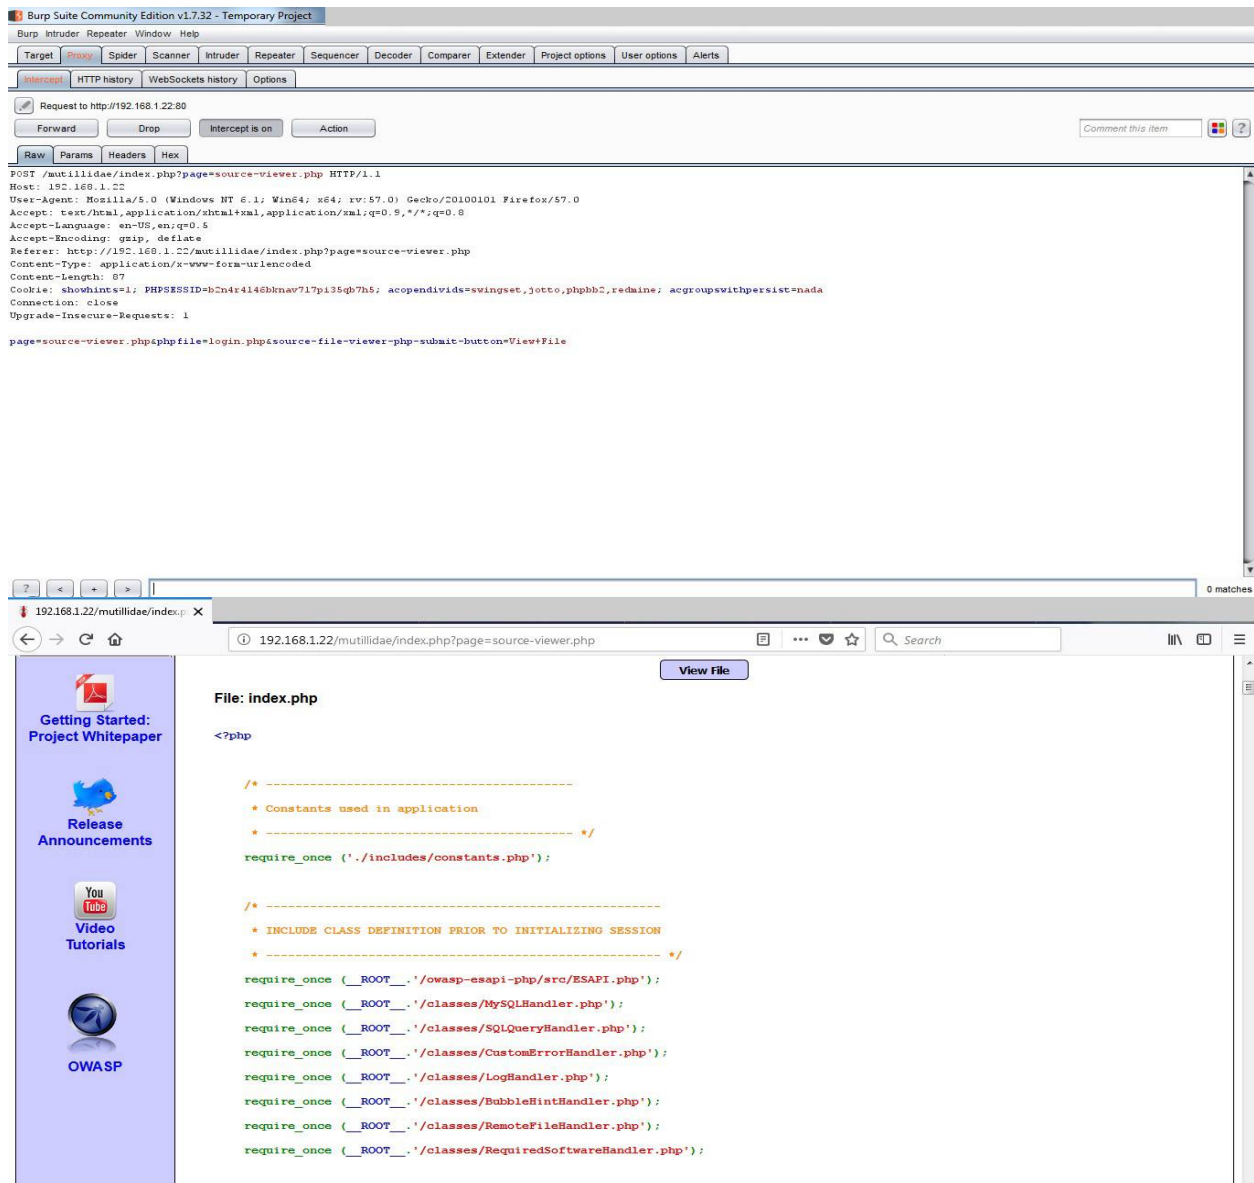 Burp Suite Community Edition v1.7.32 - Temporary Project
Burp Intruder Repeater Window Help
Target Proxy Spider Scanner Intruder Repeater Sequencer Decoder Comparer Extender Project options User options Alerts
Intercept HTTP history WebSockets history Options
Request to http://192.168.1.22:80
Forward Drop Intercept is on Action Comment this item ?
Raw Params Headers Hex
POST /mutillidae/index.php?page=source-viewer.php HTTP/1.1
Host: 192.168.1.22
User-Agent: Mozilla/5.0 (Windows NT 6.1; Win64; x64; rv:57.0) Gecko/20100101 Firefox/57.0
Accept: text/html,application/xhtml+xml,application/xml;q=0.9,*/*;q=0.8
Accept-Language: en-US,en;q=0.5
Accept-Encoding: gzip, deflate
Referer: http://192.168.1.22/mutillidae/index.php?page=source-viewer.php
Content-Type: application/x-www-form-urlencoded
Content-Length: 87
Cookie: showhints=1; PHPSESSID=b2n4r4146bknav717pi35qb7h5; acopendivids=swingset,jotto,phpbb2,redmine; acgroupswithpersist=nada
Connection: close
Upgrade-Insecure-Requests: 1
page=source-viewer.php&phpfile=login.php&source-file-viewer-php-submit-button=View+File
? < + > 0 matches
192.168.1.22/mutillidae/index.p
192.168.1.22/mutillidae/index.php?page=source-viewer.php Search
View File
Getting Started:
Project Whitepaper
Release
Announcements
You
Tube
Video
Tutorials
OWASP
File: index.php
<?php
/* ------------------------------------------
* Constants used in application
* ------------------------------------------ */
require_once ('./includes/constants.php');
/* ------------------------------------------------------
* INCLUDE CLASS DEFINITION PRIOR TO INITIALIZING SESSION
* ------------------------------------------------------ */
require_once (__ROOT__.'/owasp-esapi-php/src/ESAPI.php');
require_once (__ROOT__.'/classes/MySQLHandler.php');
require_once (__ROOT__.'/classes/SQLQueryHandler.php');
require_once (__ROOT__.'/classes/CustomErrorHandler.php');
require_once (__ROOT__.'/classes/LogHandler.php');
require_once (__ROOT__.'/classes/BubbleHintHandler.php');
require_once (__ROOT__.'/classes/RemoteFileHandler.php');
require_once (__ROOT__.'/classes/RequiredSoftwareHandler.php');